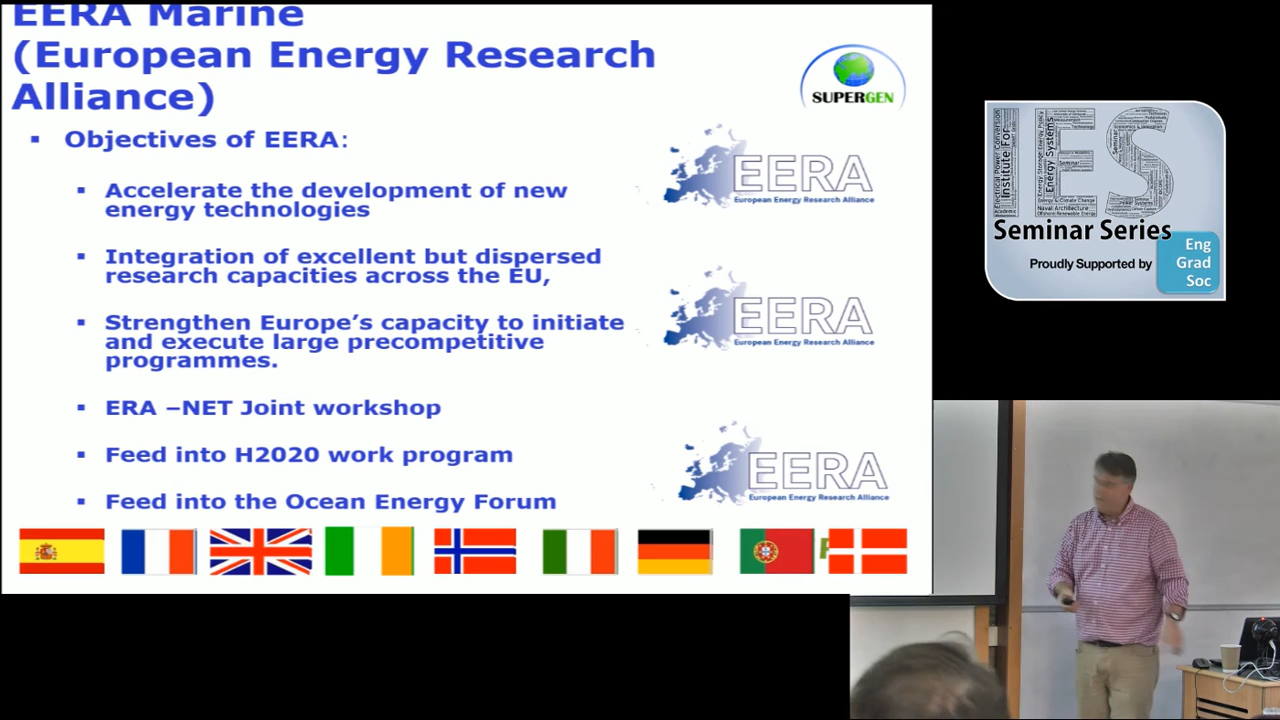 EERA Marine
(European Energy Research
Alliance)
SUPERGEN
▪ Objectives of EERA:
▪ Accelerate the development of new
energy technologies
▪ Integration of excellent but dispersed
research capacities across the EU,
▪ Strengthen Europe's capacity to initiate
and execute large precompetitive
programmes.
▪ ERA –NET Joint workshop
▪ Feed into H2020 work program
▪ Feed into the Ocean Energy Forum
EERA
European Energy Research Alliance
EERA
European Energy Research Alliance
EERA
European Energy Research Alliance
IES
Institute For
Energy Systems
Seminar Series
Proudly Supported by
Eng
Grad
Soc